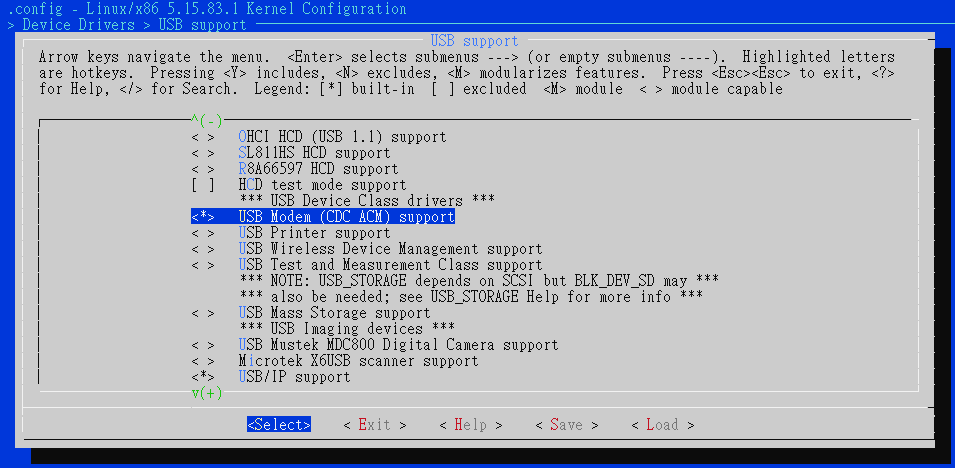 .config - Linux/x86 5.15.83.1 Kernel Configuration
> Device Drivers > USB support
USB support
Arrow keys navigate the menu.  <Enter> selects submenus ---> (or empty submenus ----).  Highlighted letters
are hotkeys.  Pressing <Y> includes, <N> excludes, <M> modularizes features.  Press <Esc><Esc> to exit, <?>
for Help, </> for Search.  Legend: [*] built-in  [ ] excluded  <M> module  < > module capable
^(-)
< >   OHCI HCD (USB 1.1) support
< >   SL811HS HCD support
< >   R8A66597 HCD support
[ ]   HCD test mode support
*** USB Device Class drivers ***
<*>   USB Modem (CDC ACM) support
< >   USB Printer support
< >   USB Wireless Device Management support
< >   USB Test and Measurement Class support
*** NOTE: USB_STORAGE depends on SCSI but BLK_DEV_SD may ***
*** also be needed; see USB_STORAGE Help for more info ***
< >   USB Mass Storage support
*** USB Imaging devices ***
< >   USB Mustek MDC800 Digital Camera support
< >   Microtek X6USB scanner support
<*>   USB/IP support
v(+)
<Select>    < Exit >    < Help >    < Save >    < Load >